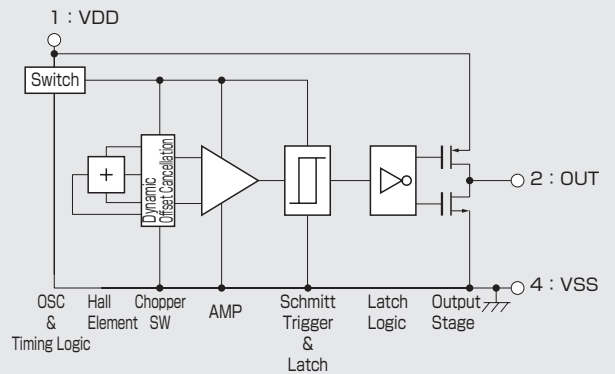 1：VDD
Switch
Dynamic
Offset Cancellation
+
2：OUT
4：VSS
OSC
&
Timing Logic
Hall
Element
Chopper
SW
AMP
Schmitt
Trigger
&
Latch
Latch
Logic
Output
Stage